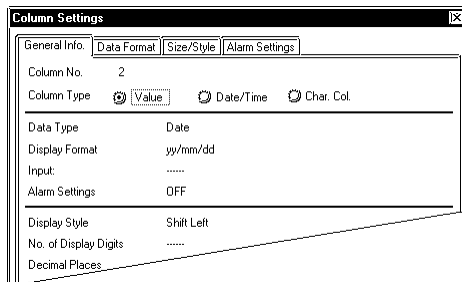 Column Settings
General Info. Data Format Size/Style Alarm Settings
Column No. 2
Column Type Value Date/Time Char. Col.
Data Type Date
Display Format yy/mm/dd
Input: ------
Alarm Settings OFF
Display Style Shift Left
No. of Display Digits ------
Decimal Places